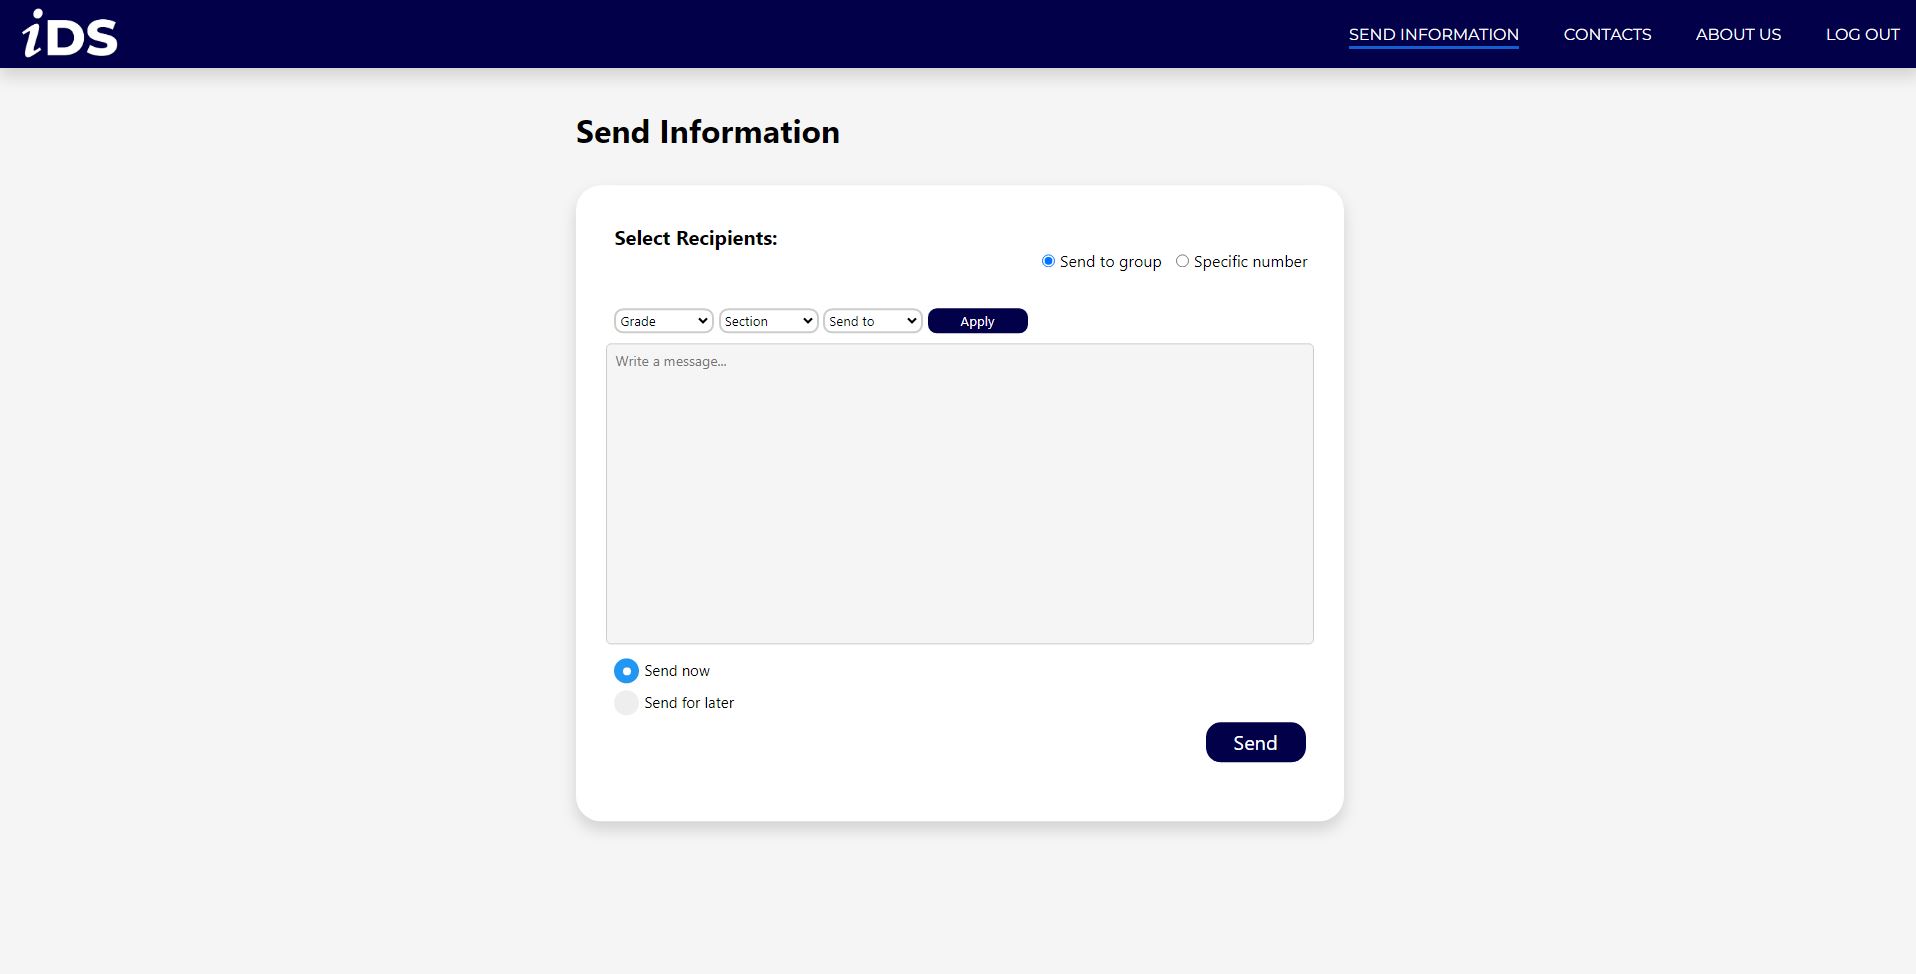 iDS
SEND INFORMATION CONTACTS ABOUT US LOG OUT
Send Information
Select Recipients:
Send to group Specific number
Grade Section Send to Apply
Write a message...
Send now
Send for later
Send